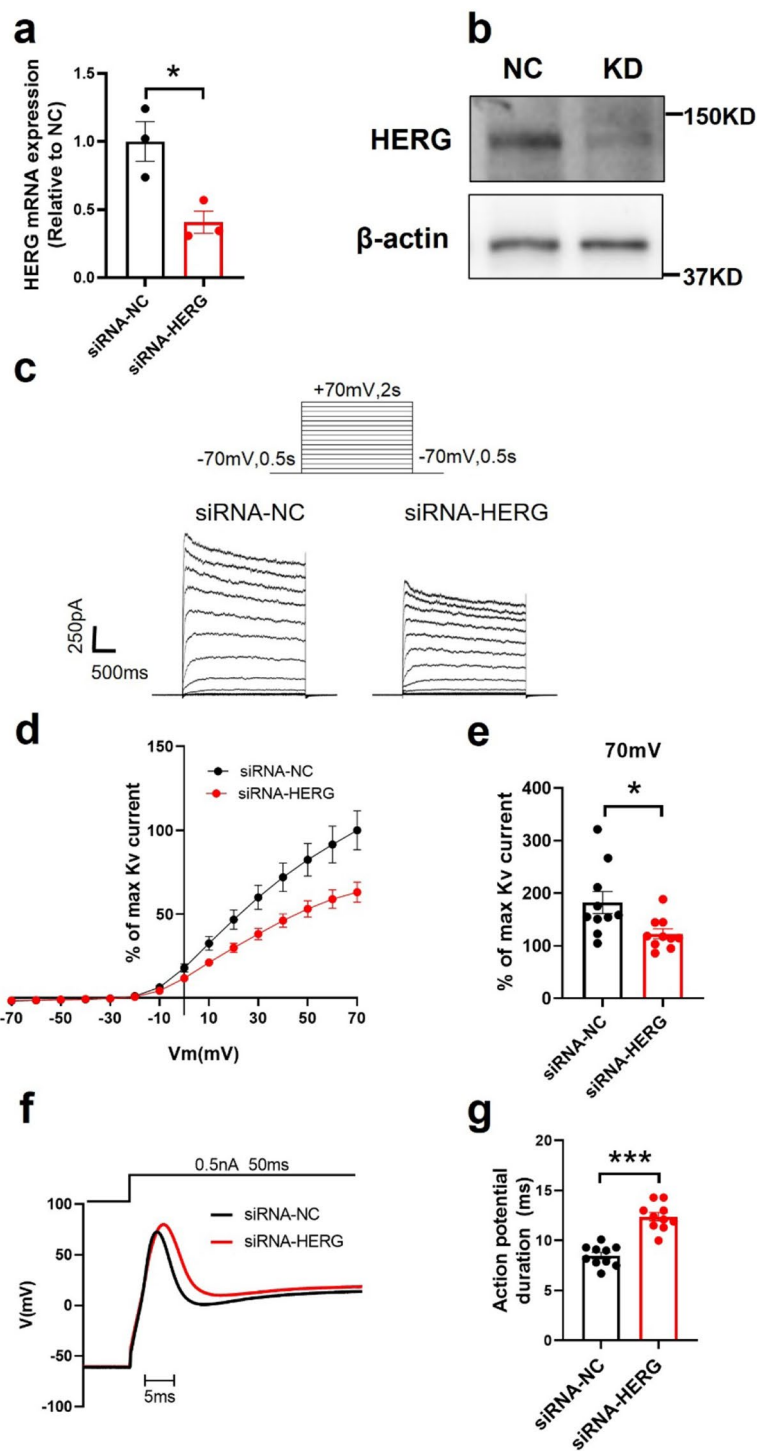 a
HERG mRNA expression
(Relative to NC)
1.5
1.0
0.5
0.0
*
siRNA-NC
siRNA-HERG
b
NC KD
HERG
150KD
β-actin
37KD
c
+70mV,2s
-70mV,0.5s
-70mV,0.5s
siRNA-NC
siRNA-HERG
250pA
500ms
d
% of max Kv current
150
100
50
siRNA-NC
siRNA-HERG
-70 -50 -30 -10 10 30 50 70
Vm(mV)
e
70mV
*
% of max Kv current
400
300
200
100
0
siRNA-NC
siRNA-HERG
f
0.5nA 50ms
V(mV)
100
50
0
-50
-100
siRNA-NC
siRNA-HERG
5ms
g
***
Action potential
duration (ms)
20
15
10
5
0
siRNA-NC
siRNA-HERG